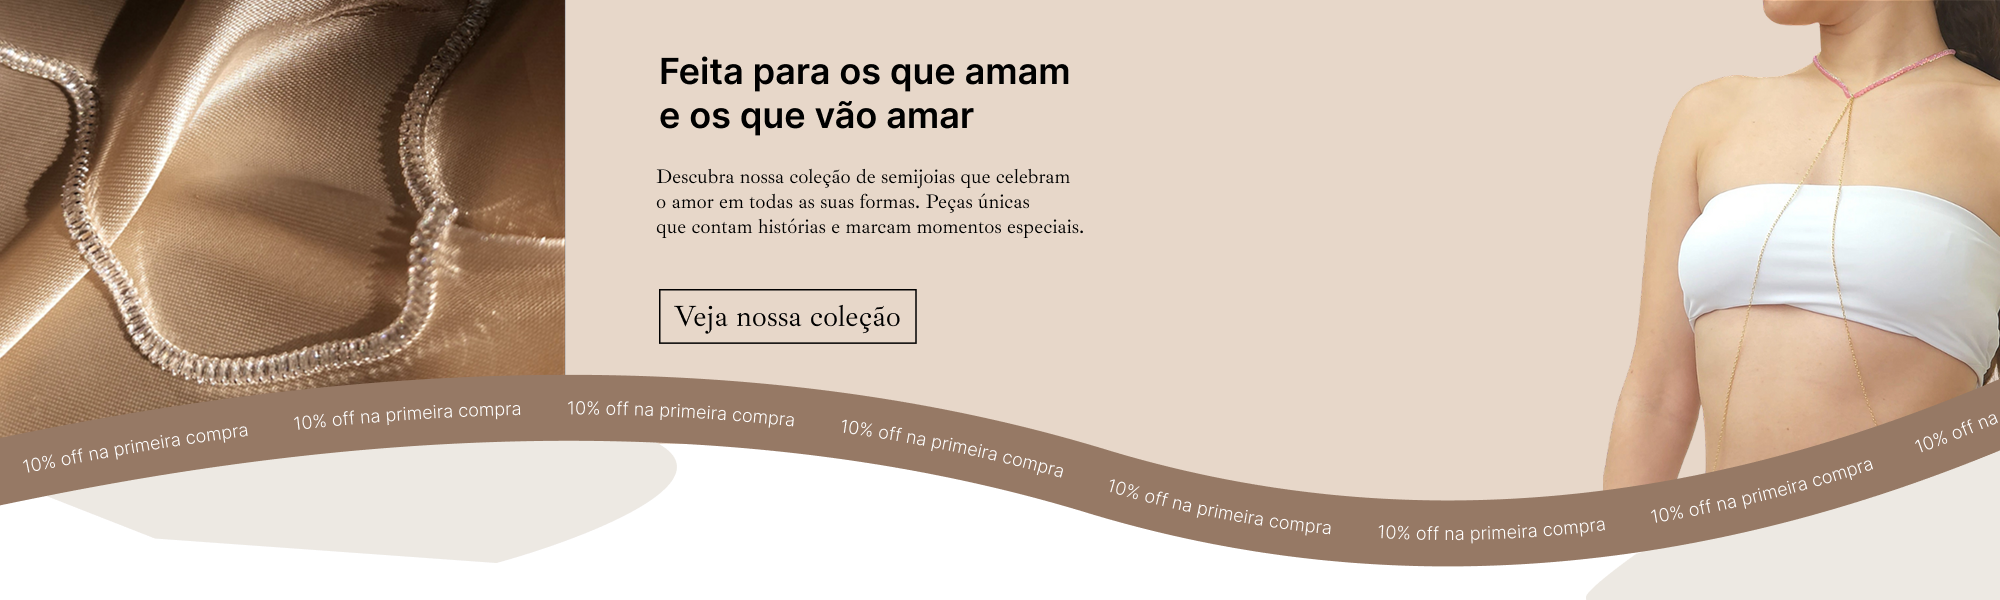 Feita para os que amam
e os que vão amar
Descubra nossa coleção de semijoias que celebram
o amor em todas as suas formas. Peças únicas
que contam histórias e marcam momentos especiais.
Veja nossa coleção
10% off na primeira compra
10% off na primeira compra
10% off na primeira compra
10% off na primeira compra
10% off na primeira compra
10% off na primeira compra
10% off na primeira compra
10% off na